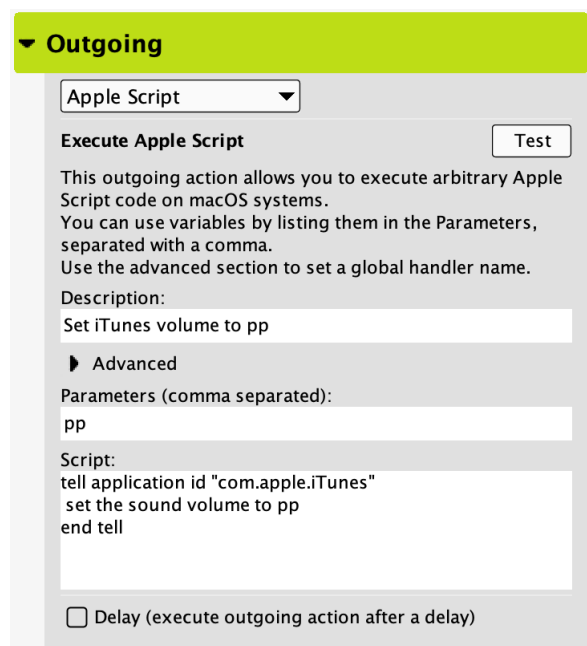 Outgoing
Apple Script
Execute Apple Script
Test
This outgoing action allows you to execute arbitrary Apple
Script code on macOS systems.
You can use variables by listing them in the Parameters,
separated with a comma.
Use the advanced section to set a global handler name.
Description:
Set iTunes volume to pp
Advanced
Parameters (comma separated):
pp
Script:
tell application id "com.apple.iTunes"
set the sound volume to pp
end tell
Delay (execute outgoing action after a delay)